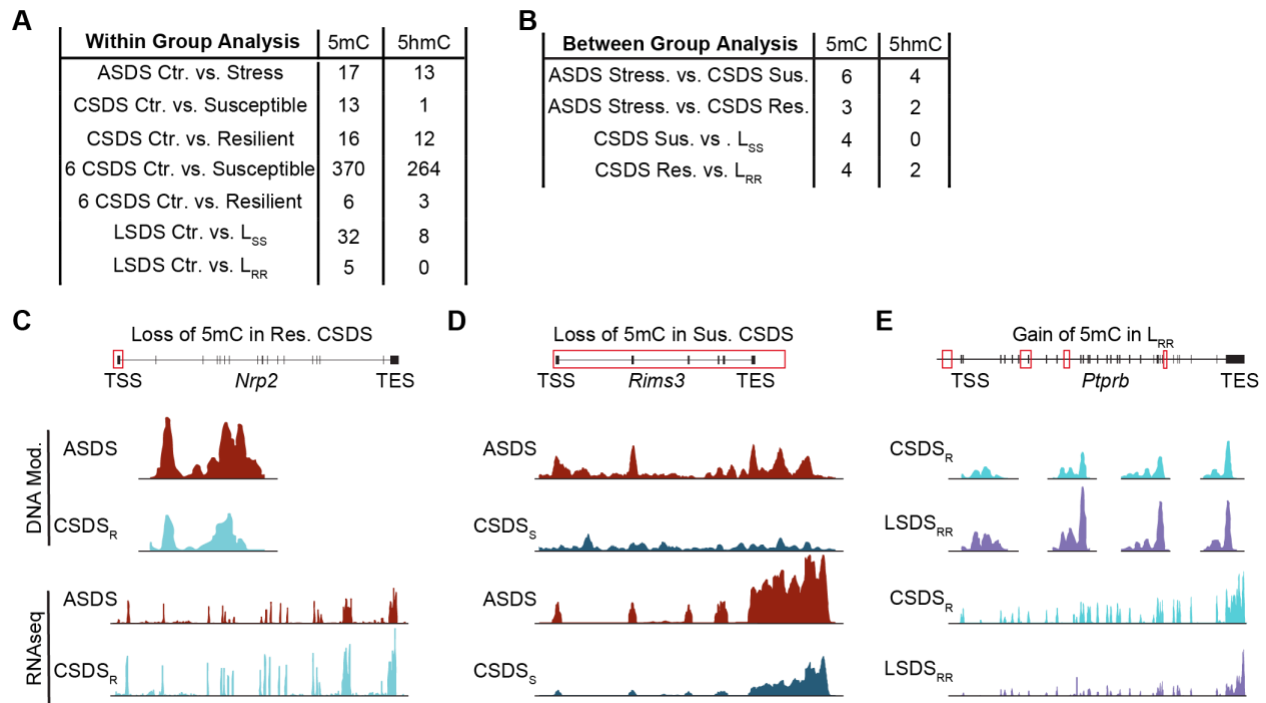 A
Within Group Analysis 5mC 5hmC
ASDS Ctr. vs. Stress 17 13
CSDS Ctr. vs. Susceptible 13 1
CSDS Ctr. vs. Resilient 16 12
6 CSDS Ctr. vs. Susceptible 370 264
6 CSDS Ctr. vs. Resilient 6 3
LSDS Ctr. vs. LSS 32 8
LSDS Ctr. vs. LRR 5 0
B
Between Group Analysis 5mC 5hmC
ASDS Stress. vs. CSDS Sus. 6 4
ASDS Stress. vs. CSDS Res. 3 2
CSDS Sus. vs . LSS 4 0
CSDS Res. vs. LRR 4 2
C
Loss of 5mC in Res. CSDS
TSS Nrp2 TES
DNA Mod.
ASDS
CSDSR
RNAseq
ASDS
CSDSR
D
Loss of 5mC in Sus. CSDS
TSS Rims3 TES
ASDS
CSDSS
ASDS
CSDSS
E
Gain of 5mC in LRR
TSS Ptprb TES
CSDSR
LSDSRR
CSDSR
LSDSRR